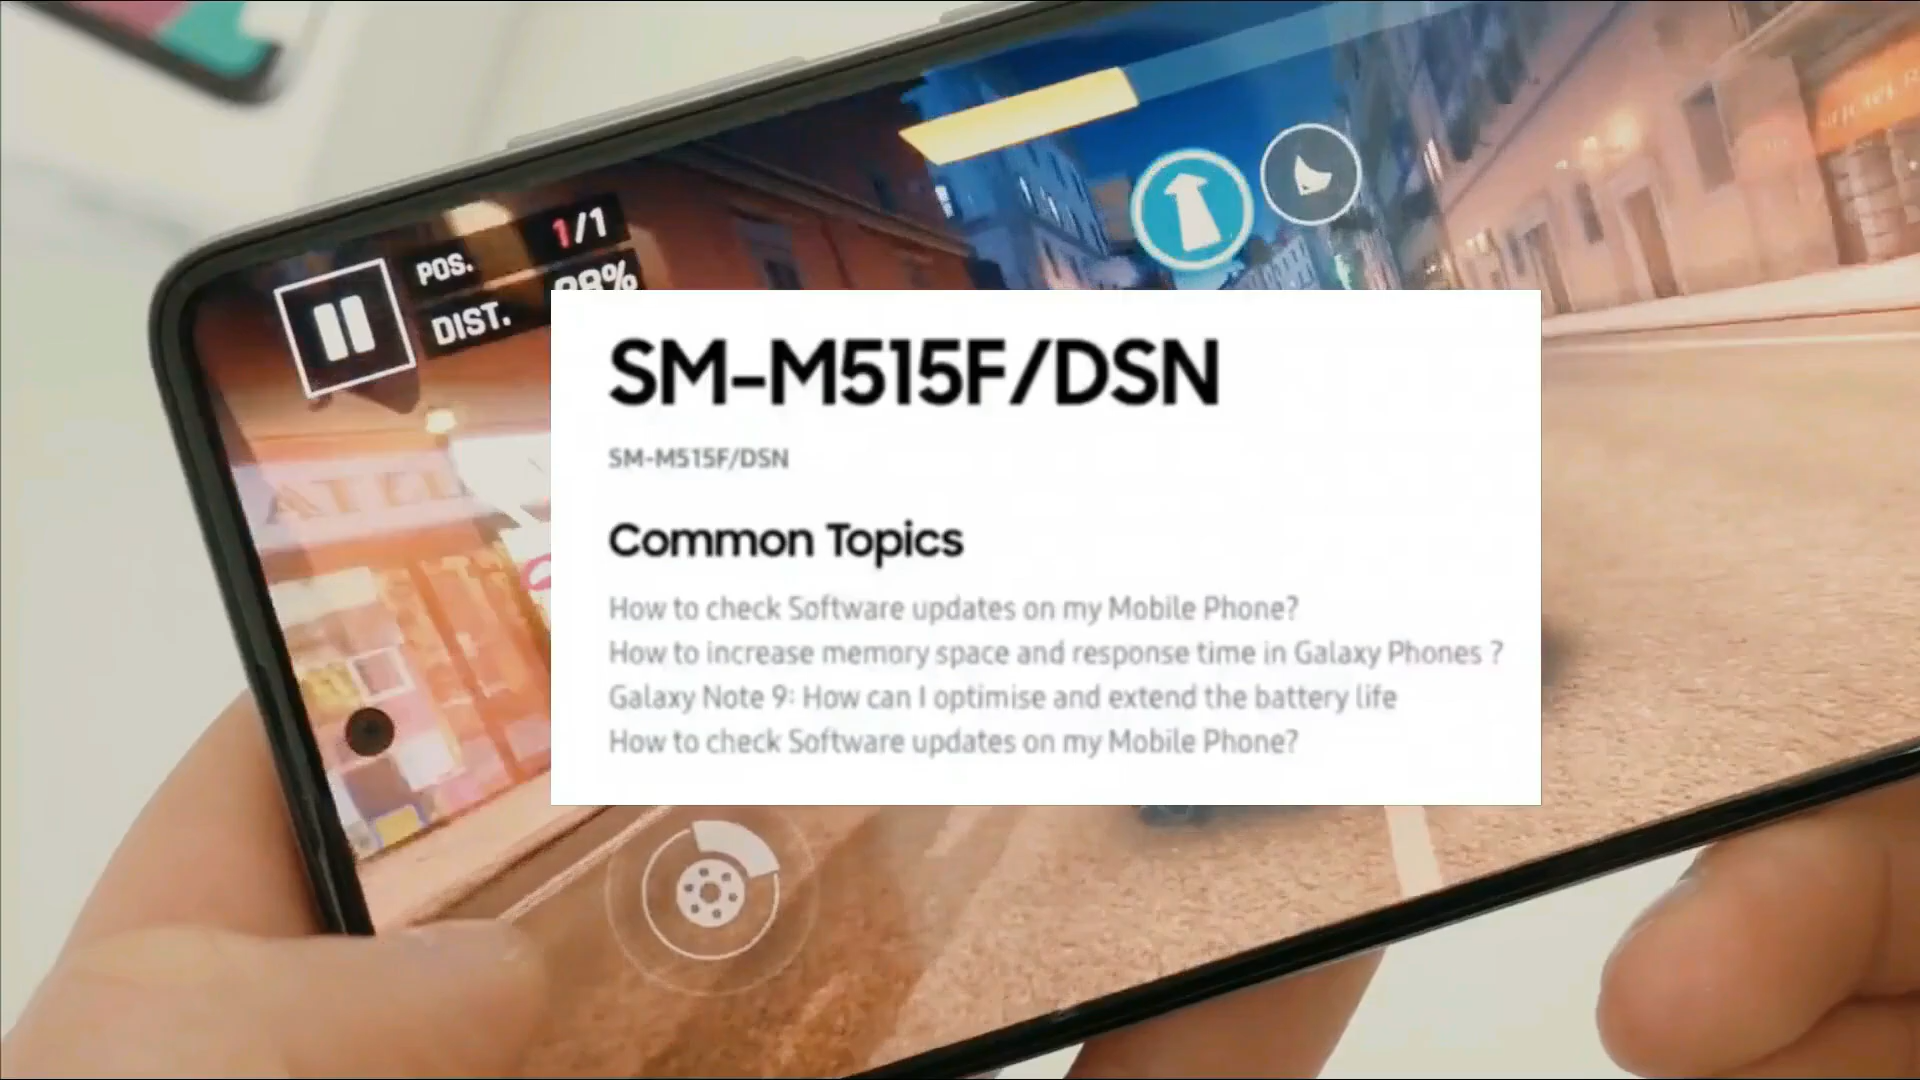 POS. 1/1
DIST.
SM-M515F/DSN
SM-M515F/DSN
Common Topics
How to check Software updates on my Mobile Phone?
How to increase memory space and response time in Galaxy Phones ?
Galaxy Note 9: How can I optimise and extend the battery life
How to check Software updates on my Mobile Phone?